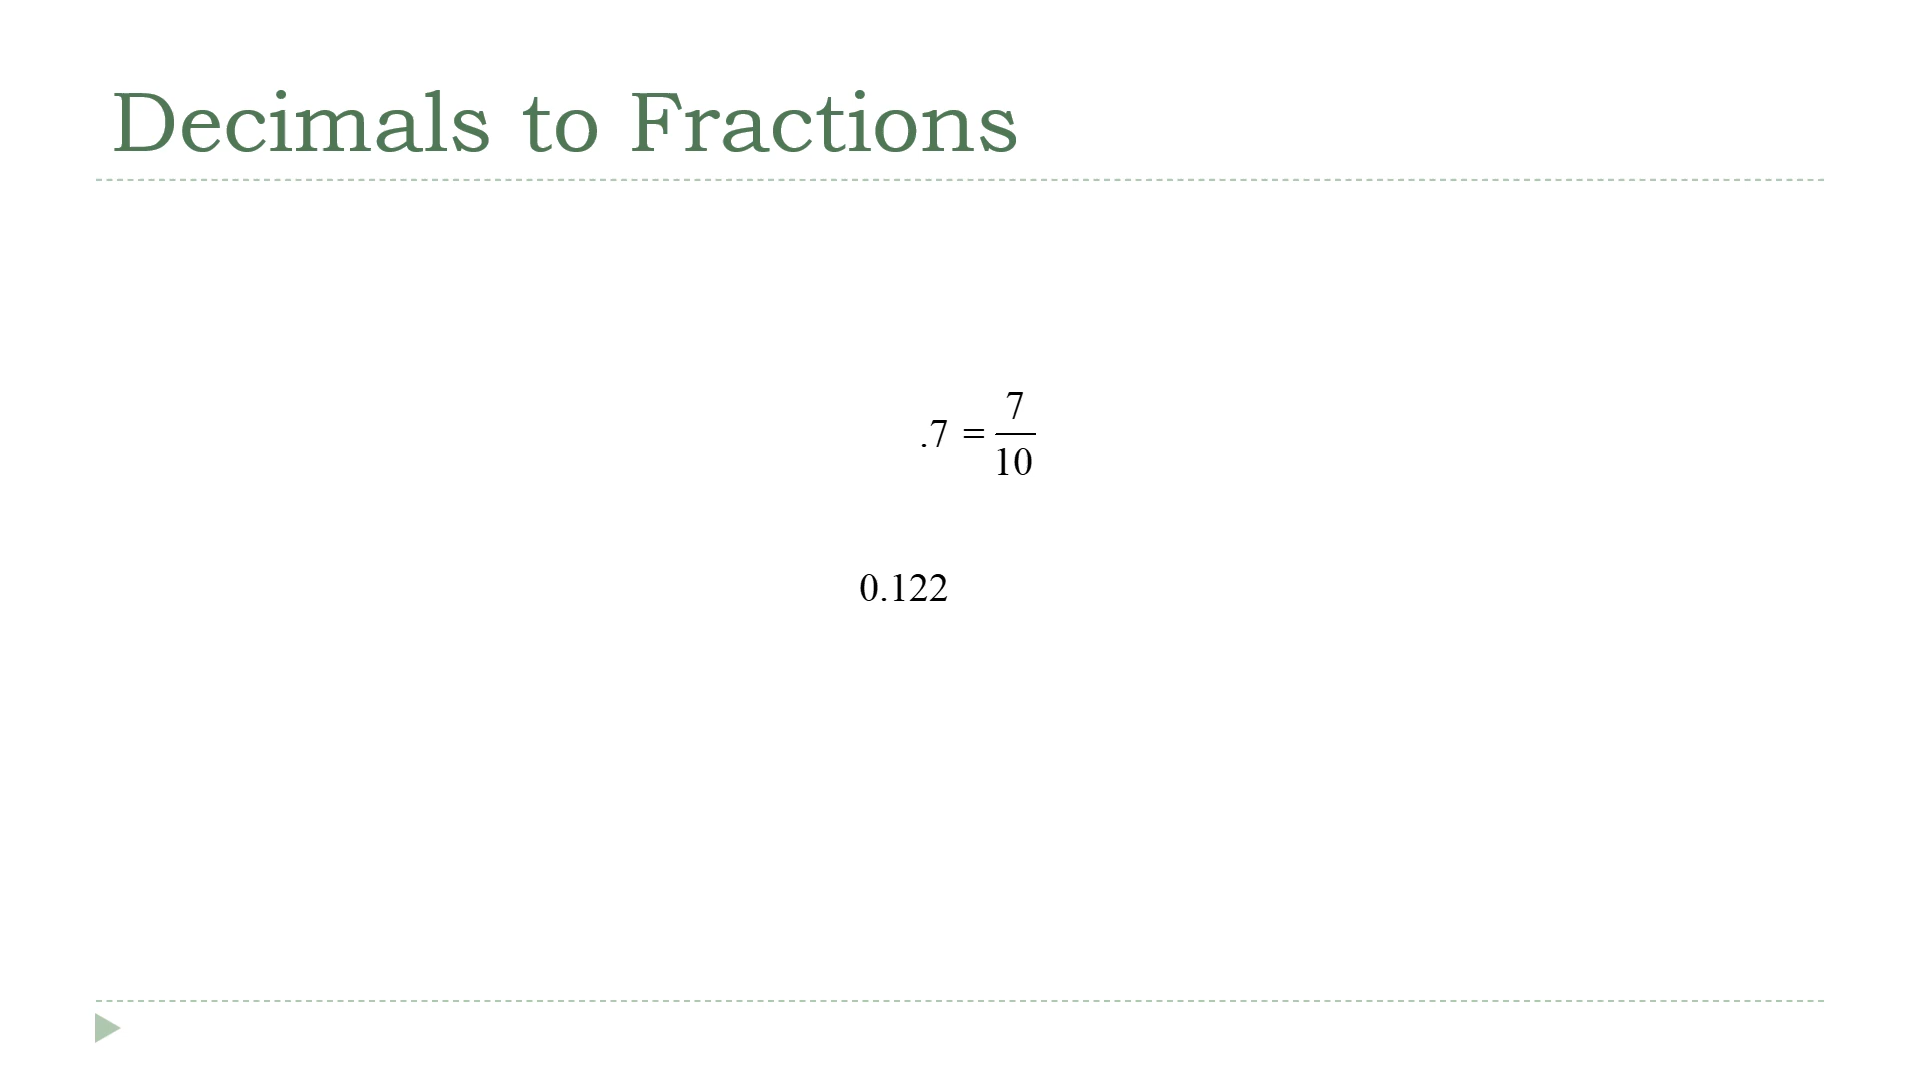 Decimals to Fractions
.7 = 7/10
0.122